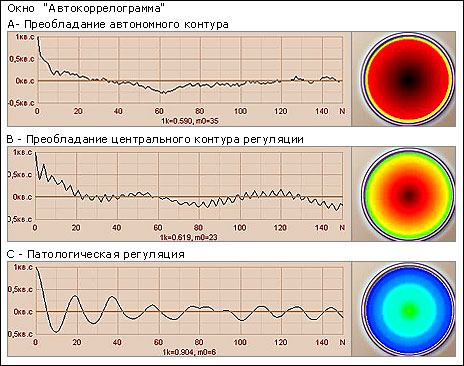 Окно "Автокоррелограмма"
А- Преобладание автономного контура
1кв.с
0,5кв.с
0кв.с
-0,5кв.с
0 20 40 60 80 100 120 140 N
1k=0.590, m0=35
В - Преобладание центрального контура регуляции
1кв.с
0,5кв.с
0кв.с
0,5кв.с
0 20 40 60 80 100 120 140 N
1k=0.619, m0=23
С - Патологическая регуляция
1кв.с
0,5кв.с
0кв.с
0,5кв.с
0 20 40 60 80 100 120 140 N
1k=0.904, m0=6